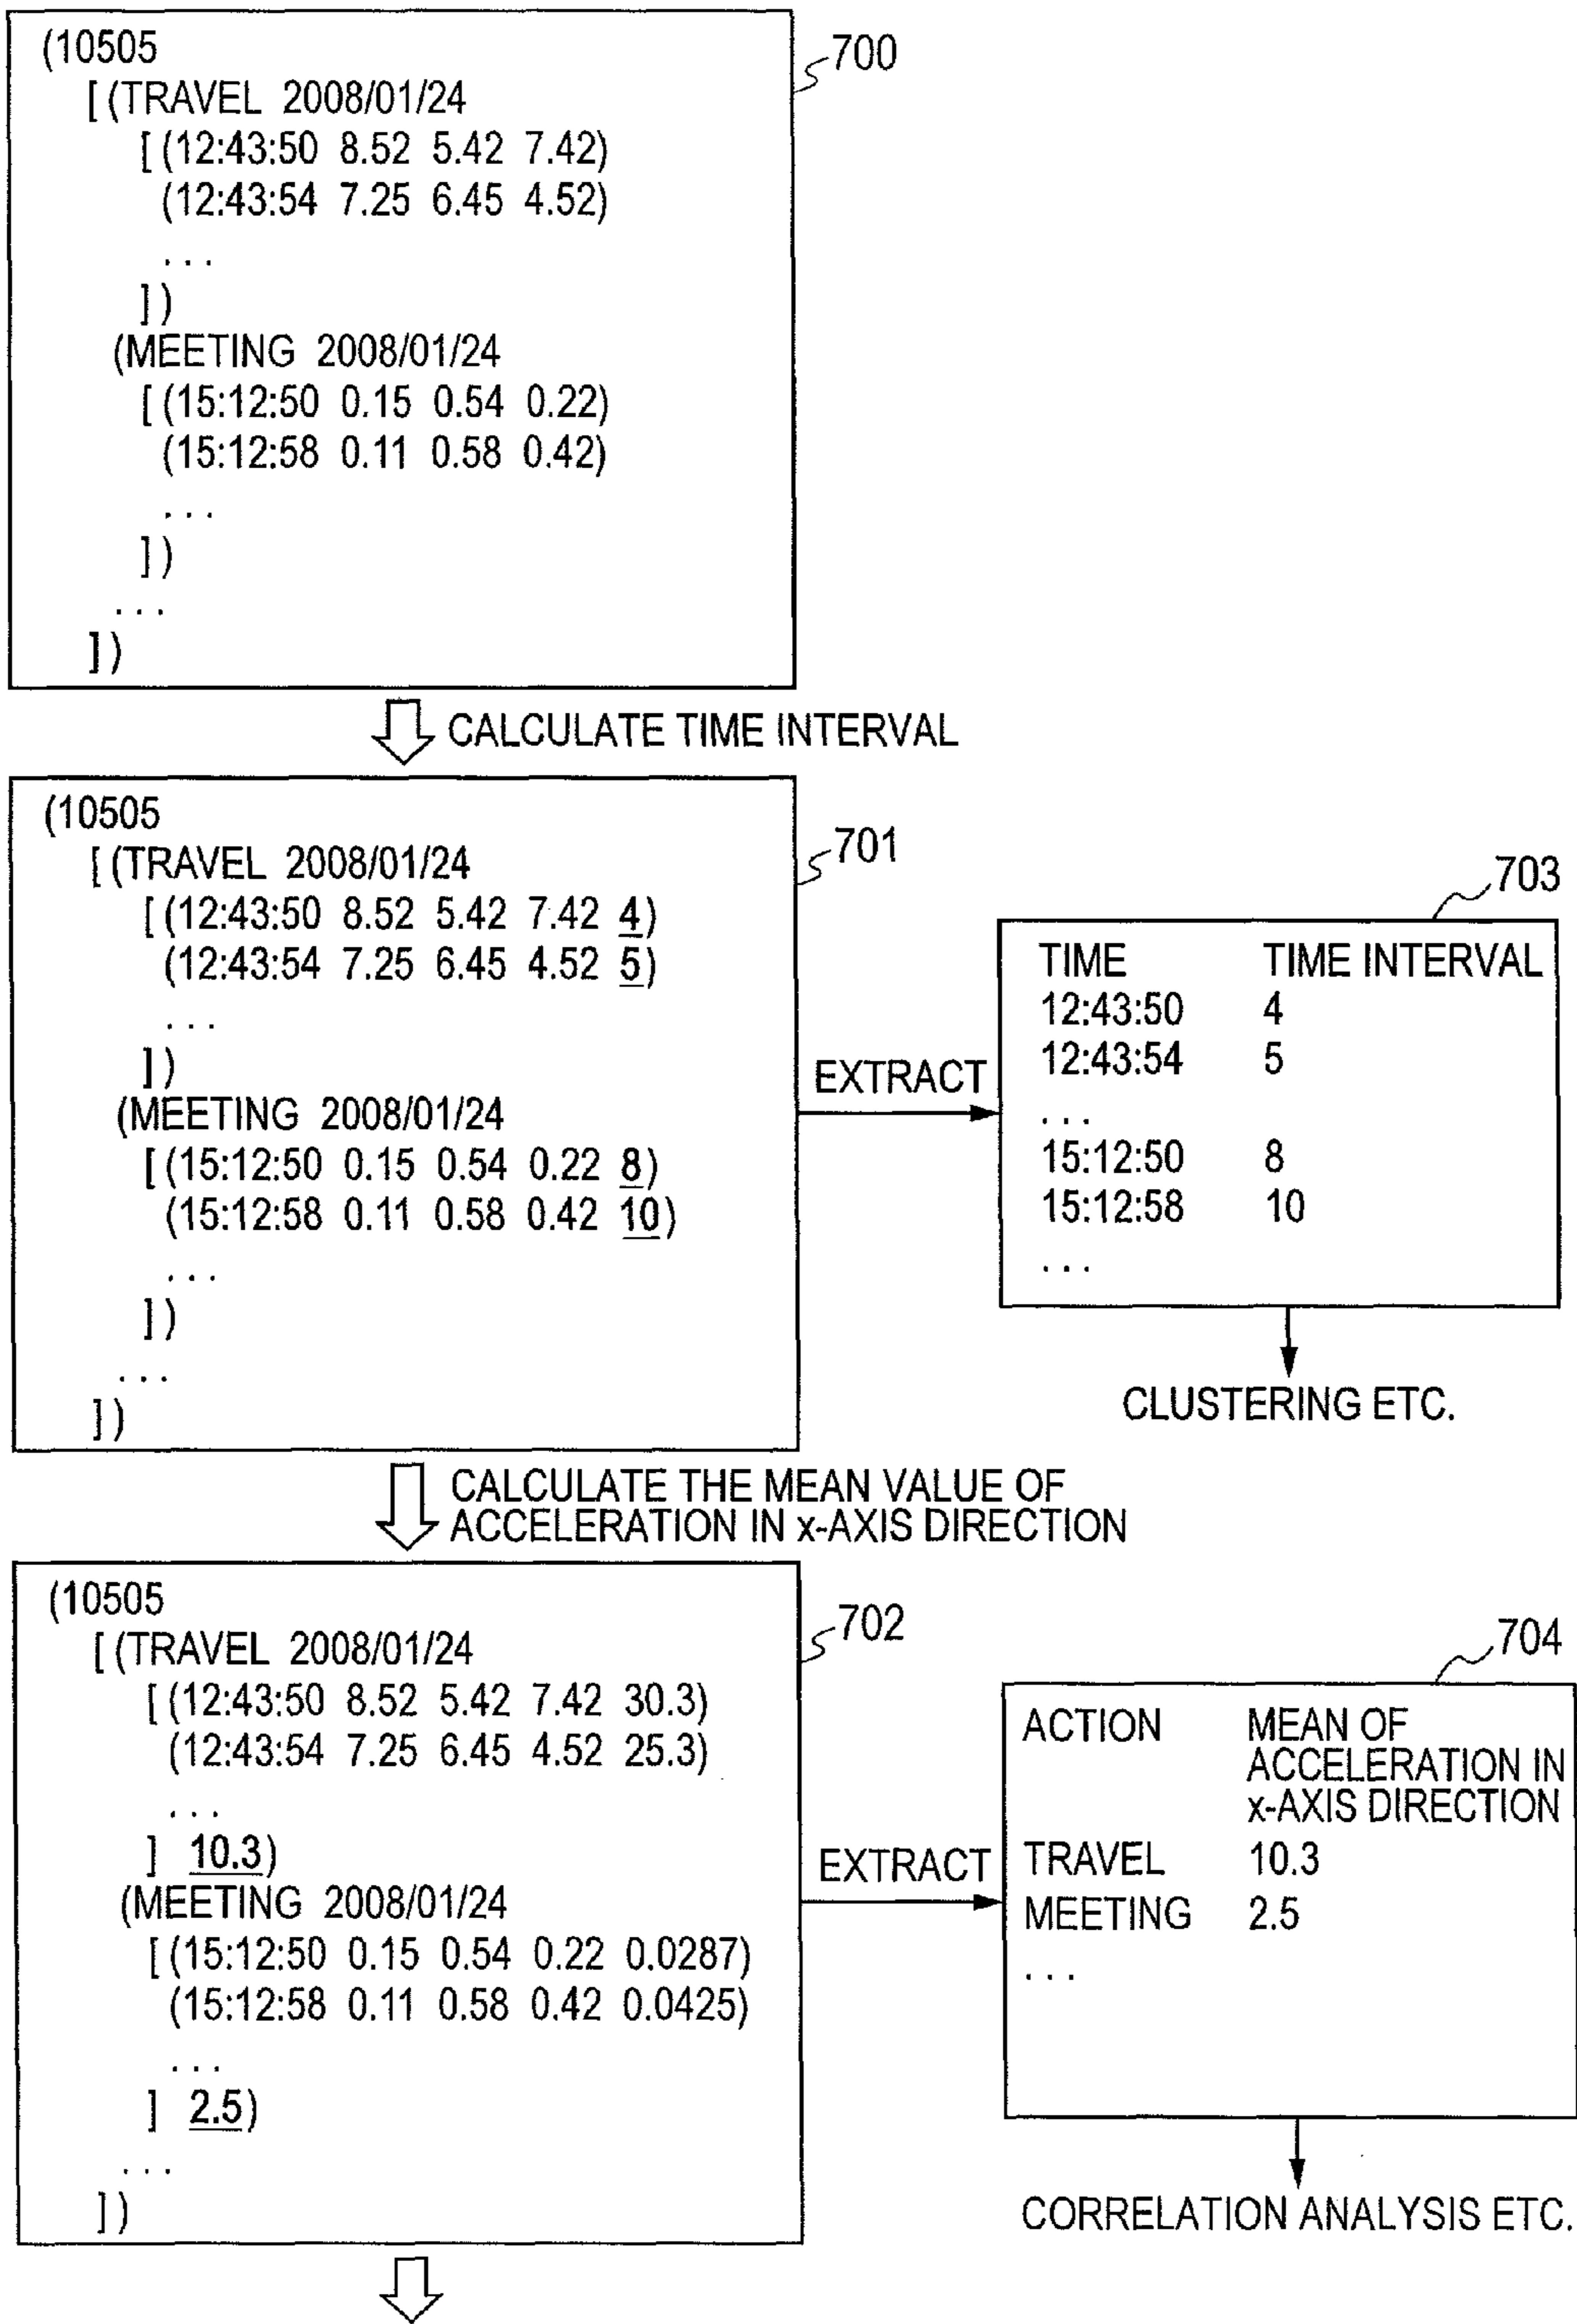 (10505
[(TRAVEL 2008/01/24
[(12:43:50 8.52 5.42 7.42)
(12:43:54 7.25 6.45 4.52)
...
])
(MEETING 2008/01/24
[(15:12:50 0.15 0.54 0.22)
(15:12:58 0.11 0.58 0.42)
...
])
...
])
700
CALCULATE TIME INTERVAL
(10505
[(TRAVEL 2008/01/24
[(12:43:50 8.52 5.42 7.42 4)
(12:43:54 7.25 6.45 4.52 5)
...
])
(MEETING 2008/01/24
[(15:12:50 0.15 0.54 0.22 8)
(15:12:58 0.11 0.58 0.42 10)
...
])
...
])
701
EXTRACT
703
TIME TIME INTERVAL
12:43:50 4
12:43:54 5
...
15:12:50 8
15:12:58 10
...
CLUSTERING ETC.
CALCULATE THE MEAN VALUE OF
ACCELERATION IN x-AXIS DIRECTION
(10505
[(TRAVEL 2008/01/24
[(12:43:50 8.52 5.42 7.42 30.3)
(12:43:54 7.25 6.45 4.52 25.3)
...
] 10.3)
(MEETING 2008/01/24
[(15:12:50 0.15 0.54 0.22 0.0287)
(15:12:58 0.11 0.58 0.42 0.0425)
...
] 2.5)
...
])
702
EXTRACT
704
ACTION MEAN OF
ACCELERATION IN
x-AXIS DIRECTION
TRAVEL 10.3
MEETING 2.5
...
CORRELATION ANALYSIS ETC.